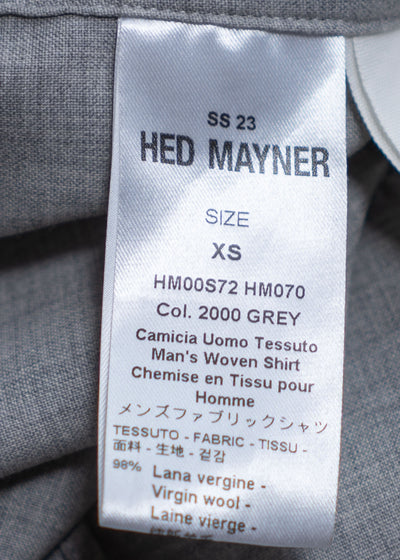 SS 23
HED MAYNER
SIZE
XS
HM00S72 HM070
Col. 2000 GREY
Camicia Uomo Tessuto
Man's Woven Shirt
Chemise en Tissu pour
Homme
メンズファブリックシャツ
TESSUTO - FABRIC - TISSU -
面料 - 生地 - 겉감
98% Lana vergine -
Virgin wool -
Laine vierge -